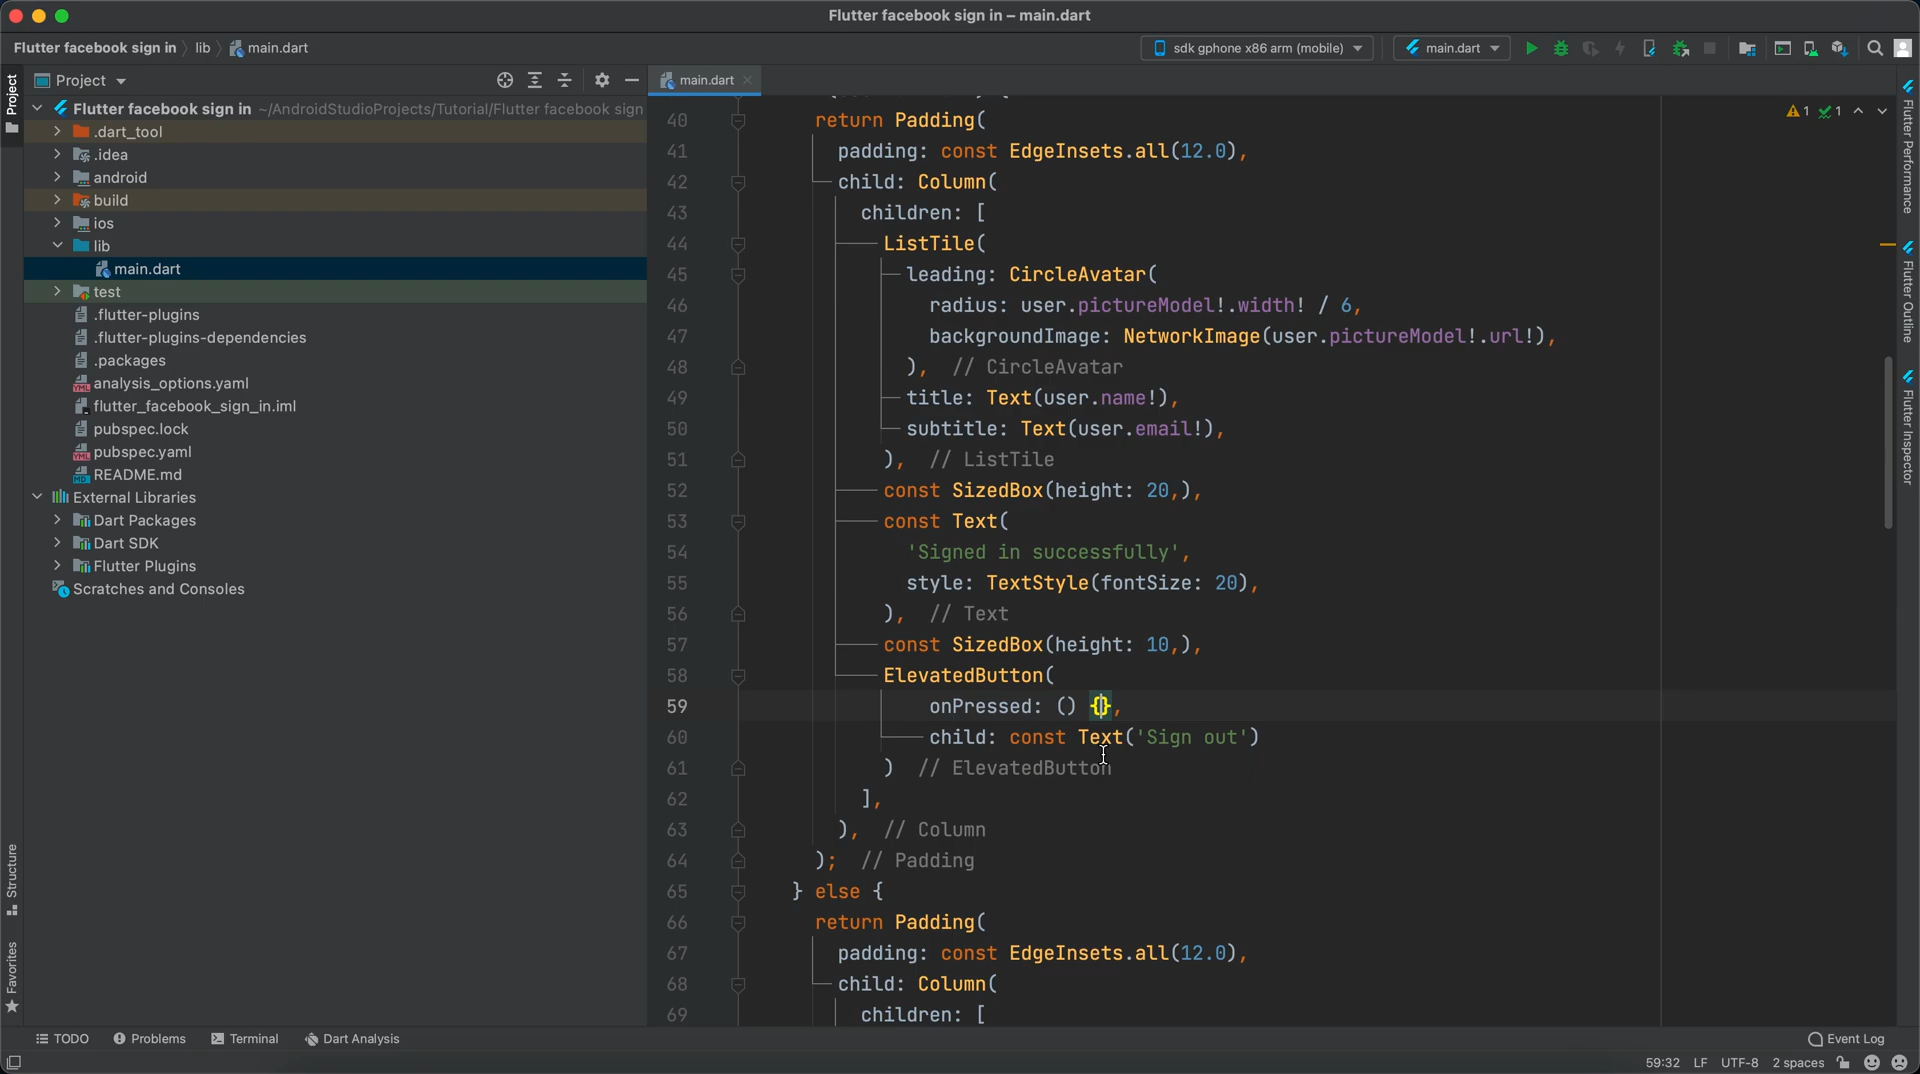 Flutter facebook sign in – main.dart
Flutter facebook sign in
lib
main.dart
sdk gphone x86 arm (mobile)
main.dart
Project
Project
main.dart
Flutter facebook sign in ~/AndroidStudioProjects/Tutorial/Flutter facebook sign
.dart_tool
.idea
android
build
ios
lib
main.dart
test
.flutter-plugins
.flutter-plugins-dependencies
.packages
analysis_options.yaml
flutter_facebook_sign_in.iml
pubspec.lock
pubspec.yaml
README.md
External Libraries
Dart Packages
Dart SDK
Flutter Plugins
Scratches and Consoles
1 1
40 return Padding(
41 padding: const EdgeInsets.all(12.0),
42 child: Column(
43 children: [
44 ListTile(
45 leading: CircleAvatar(
46 radius: user.pictureModel!.width! / 6,
47 backgroundImage: NetworkImage(user.pictureModel!.url!),
48 ), // CircleAvatar
49 title: Text(user.name!),
50 subtitle: Text(user.email!),
51 ), // ListTile
52 const SizedBox(height: 20,),
53 const Text(
54 'Signed in successfully',
55 style: TextStyle(fontSize: 20),
56 ), // Text
57 const SizedBox(height: 10,),
58 ElevatedButton(
59 onPressed: () {},
60 child: const Text('Sign out')
61 ) // ElevatedButton
62 ],
63 ), // Column
64 ); // Padding
65 } else {
66 return Padding(
67 padding: const EdgeInsets.all(12.0),
68 child: Column(
69 children: [
Flutter Performance
Flutter Outline
Flutter Inspector
Structure
Favorites
TODO
Problems
Terminal
Dart Analysis
Event Log
59:32 LF UTF-8 2 spaces